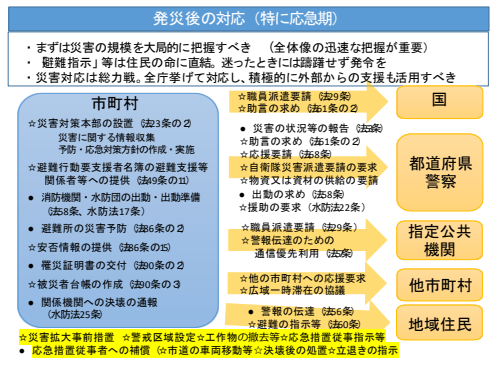 発災後の対応（特に応急期）
・まずは災害の規模を大局的に把握すべき　（全体像の迅速な把握が重要）
・ 避難指示」等は住民の命に直結。迷ったときには躊躇せず発令を
・災害対応は総力戦。全庁挙げて対応し、積極的に外部からの支援も活用すべき
市町村
☆災害対策本部の設置（法23条の2）
災害に関する情報収集
予防・応急対策方針の作成・実施
☆避難行動要支援者名簿の避難支援等
関係者等への提供（法49条の11）
● 消防機関・水防団の出動・出動準備
（法58条、水防法17条）
● 避難所の災害予防（法86条の2）
☆安否情報の提供（法86条の15）
● 罹災証明書の交付（法90条の2）
☆被災者台帳の作成（法90条の3）
● 関係機関への決壊の通報
（水防法25条）
☆職員派遣要請（法29条）
☆助言の求め（法61条の2）
国
● 災害の状況等の報告（法53条）
☆助言の求め（法61条の2）
☆応援要請（法68条）
☆自衛隊災害派遣要請の要求
☆物資又は資材の供給の要請
● 出動の求め（法58条）
☆援助の要求（水防法22条）
都道府県
警察
☆職員派遣要請（法29条）
☆警報伝達のための
通信優先利用（法57条）
指定公共
機関
☆他の市町村への応援要求
☆広域一時滞在の協議
他市町村
● 警報の伝達（法56条）
☆避難の指示等（法60条）
地域住民
☆災害拡大事前措置 ☆警戒区域設定☆工作物の撤去等☆応急措置従事指示等
● 応急措置従事者への補償（☆市道の車両移動等☆決壊後の処置☆立退きの指示